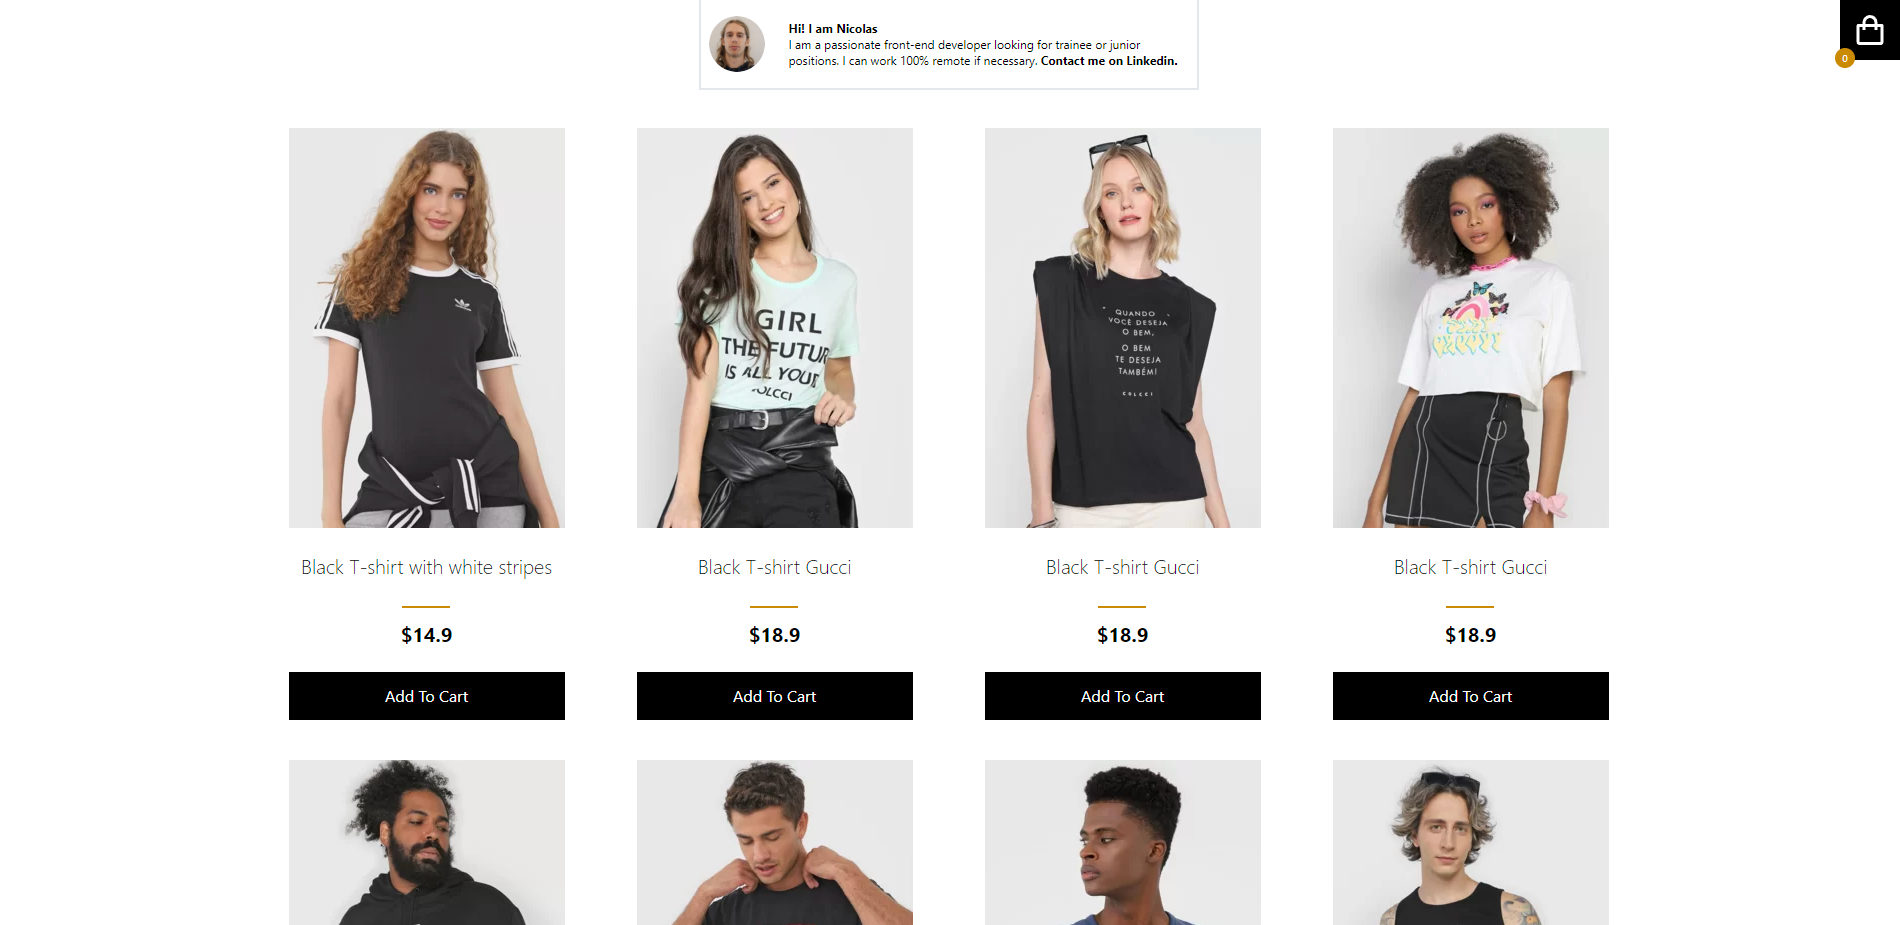 Hi! I am Nicolas
I am a passionate front-end developer looking for trainee or junior
positions. I can work 100% remote if necessary. Contact me on Linkedin.
0
GIRL
THE FUTUR
IS ALL YOUR
COLCCI
QUANDO
VOCÊ DESEJA
O BEM,
O BEM
TE DESEJA
TAMBÉM!
COLCCI
Black T-shirt with white stripes
Black T-shirt Gucci
Black T-shirt Gucci
Black T-shirt Gucci
$14.9
$18.9
$18.9
$18.9
Add To Cart
Add To Cart
Add To Cart
Add To Cart